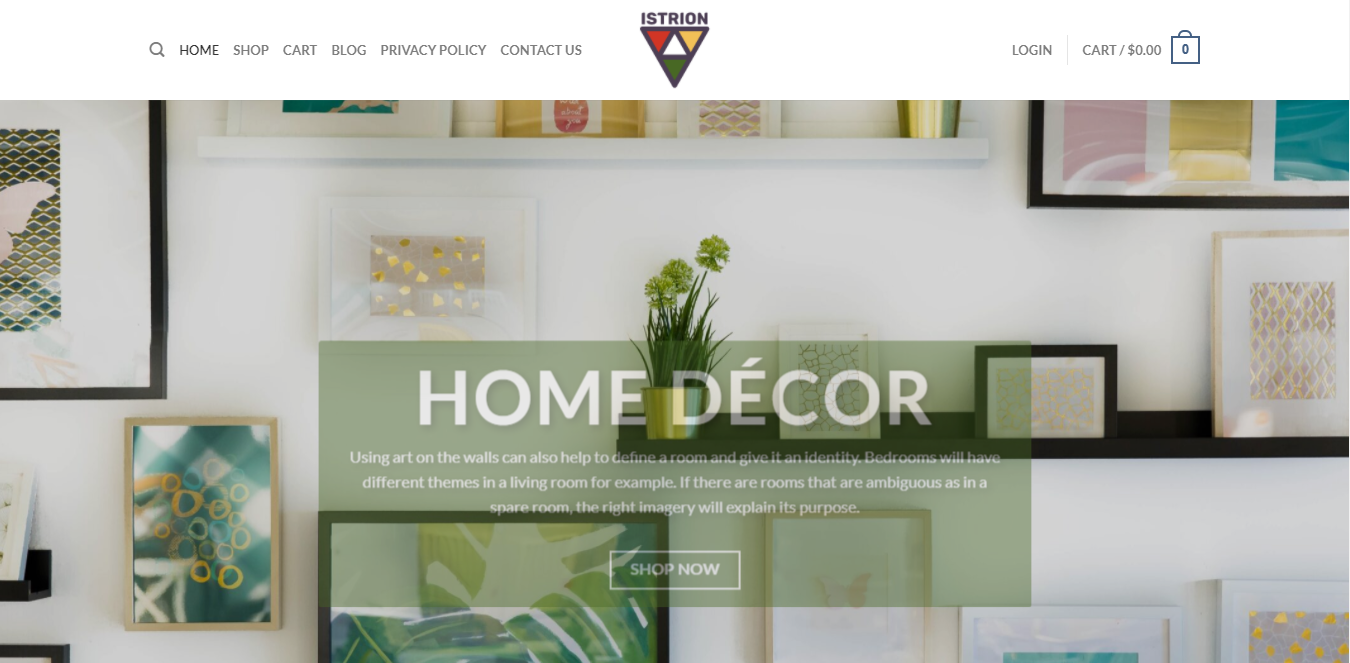 ISTRION
HOME SHOP CART BLOG PRIVACY POLICY CONTACT US
LOGIN CART / $0.00 0
HOME DÉCOR
Using art on the walls can also help to define a room and give it an identity. Bedrooms will have
different themes in a living room for example. If there are rooms that are ambiguous as in a
spare room, the right imagery will explain its purpose.
SHOP NOW